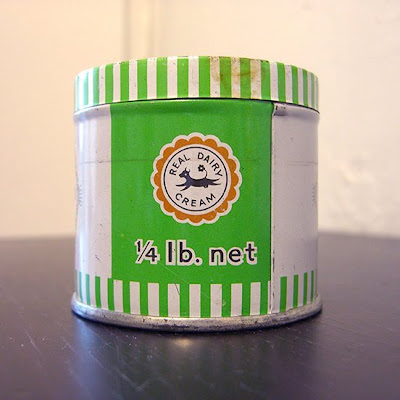 REAL DAIRY
CREAM
¼ lb. net